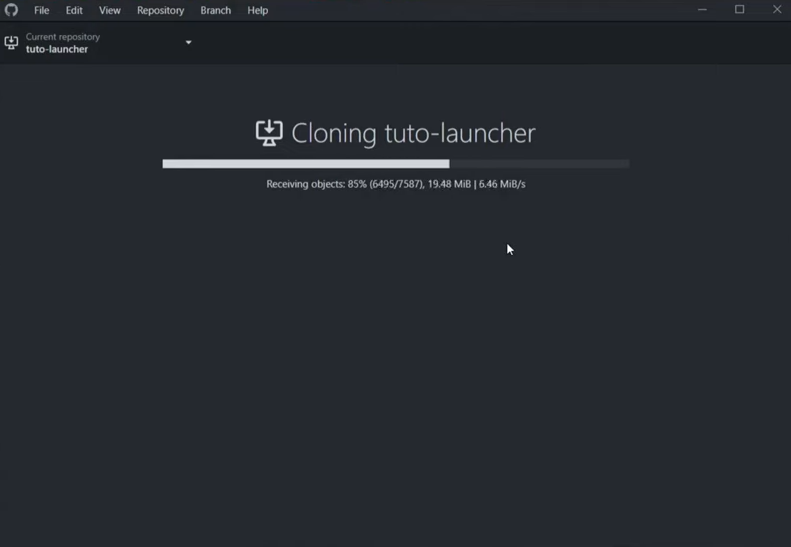 File Edit View Repository Branch Help
Current repository
tuto-launcher
Cloning tuto-launcher
Receiving objects: 85% (6495/7587), 19.48 MiB | 6.46 MiB/s